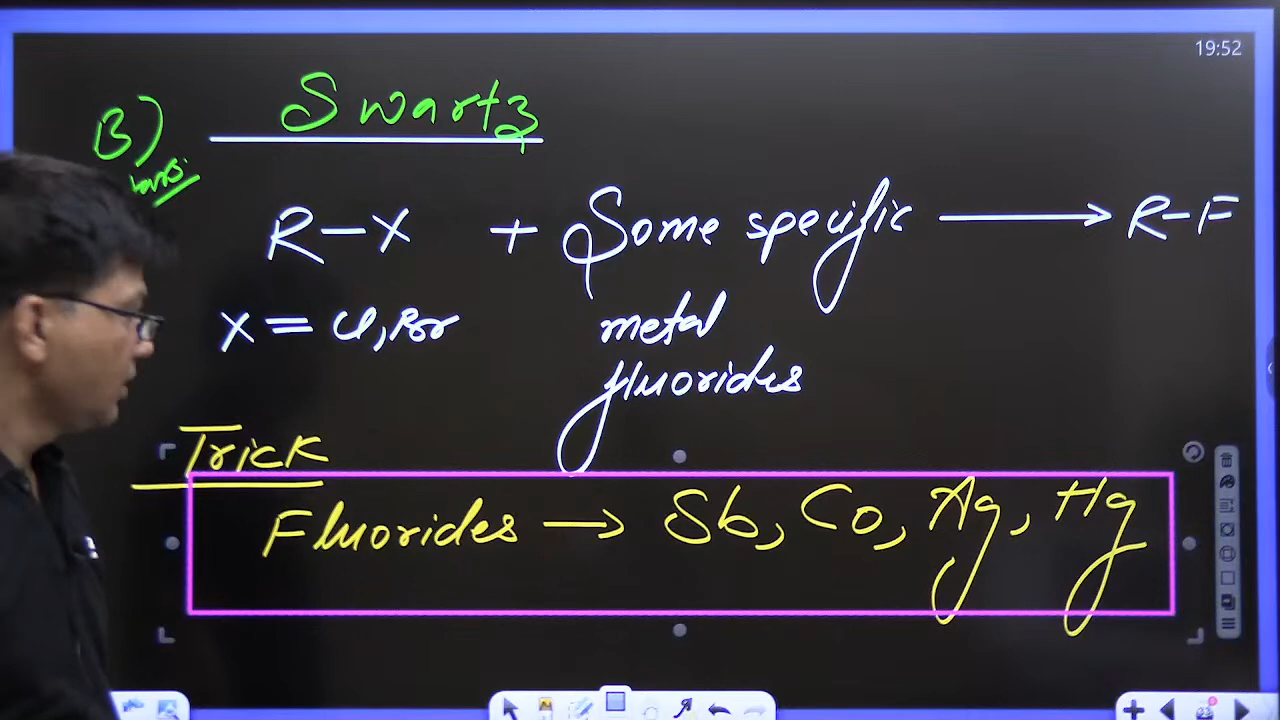 19:52
B) Swartz
R-X + Some specific → R-F
X = Cl, Br metal
fluorides
Trick
Fluorides → Sb, Co, Ag, Hg